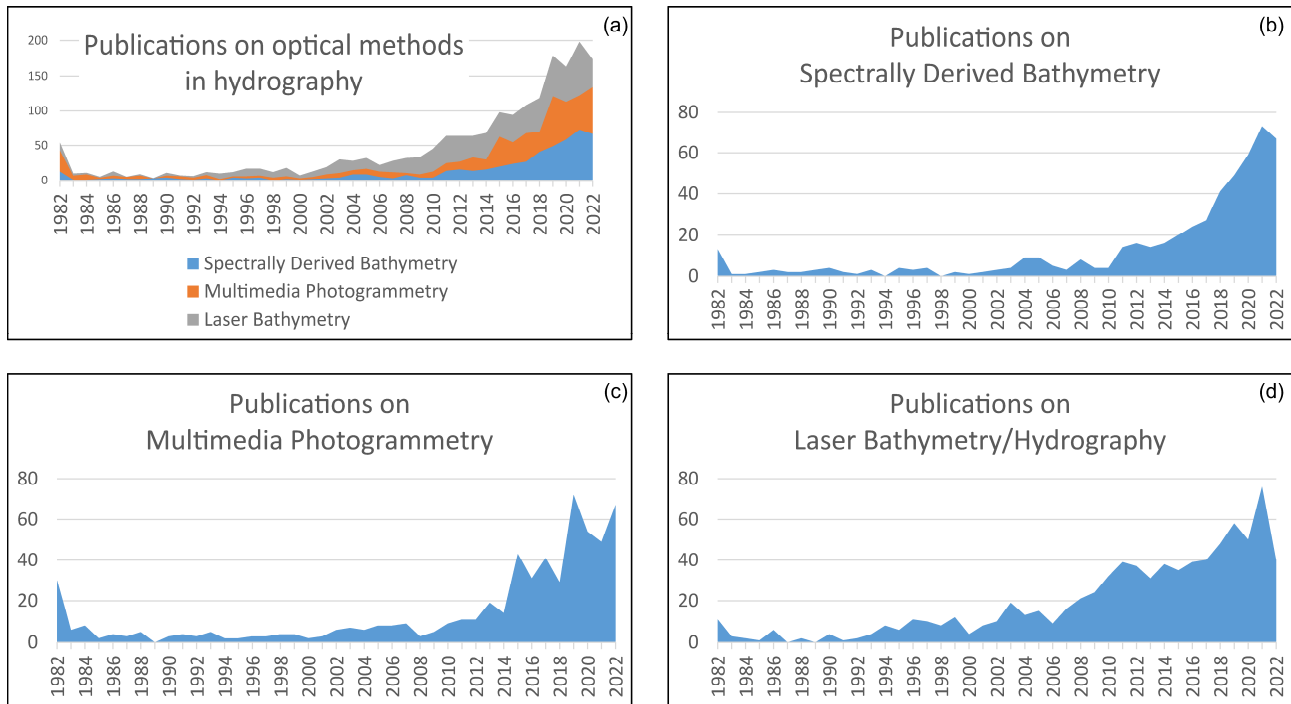 (a)
Publications on optical methods
in hydrography
200
150
100
50
0
1982 1984 1986 1988 1990 1992 1994 1996 1998 2000 2002 2004 2006 2008 2010 2012 2014 2016 2018 2020 2022
Spectrally Derived Bathymetry
Multimedia Photogrammetry
Laser Bathymetry
(b)
Publications on
Spectrally Derived Bathymetry
80
60
40
20
0
1982 1984 1986 1988 1990 1992 1994 1996 1998 2000 2002 2004 2006 2008 2010 2012 2014 2016 2018 2020 2022
(c)
Publications on
Multimedia Photogrammetry
80
60
40
20
0
1982 1984 1986 1988 1990 1992 1994 1996 1998 2000 2002 2004 2006 2008 2010 2012 2014 2016 2018 2020 2022
(d)
Publications on
Laser Bathymetry/Hydrography
80
60
40
20
0
1982 1984 1986 1988 1990 1992 1994 1996 1998 2000 2002 2004 2006 2008 2010 2012 2014 2016 2018 2020 2022